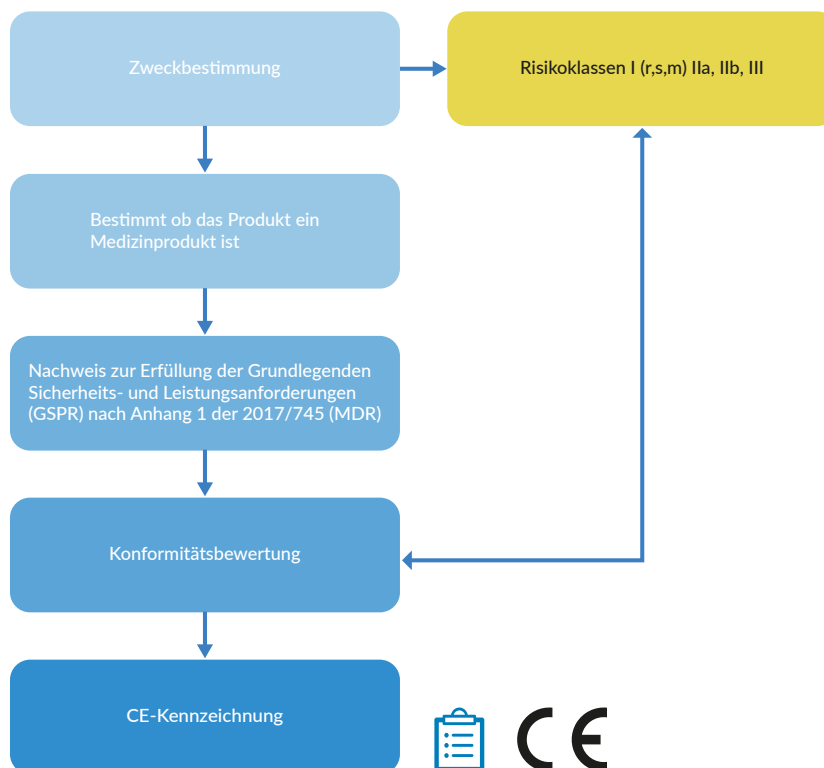 Zweckbestimmung
Risikoklassen I (r,s,m) IIa, IIb, III
Bestimmt ob das Produkt ein
Medizinprodukt ist
Nachweis zur Erfüllung der Grundlegenden
Sicherheits- und Leistungsanforderungen
(GSPR) nach Anhang 1 der 2017/745 (MDR)
Konformitätsbewertung
CE-Kennzeichnung
CE